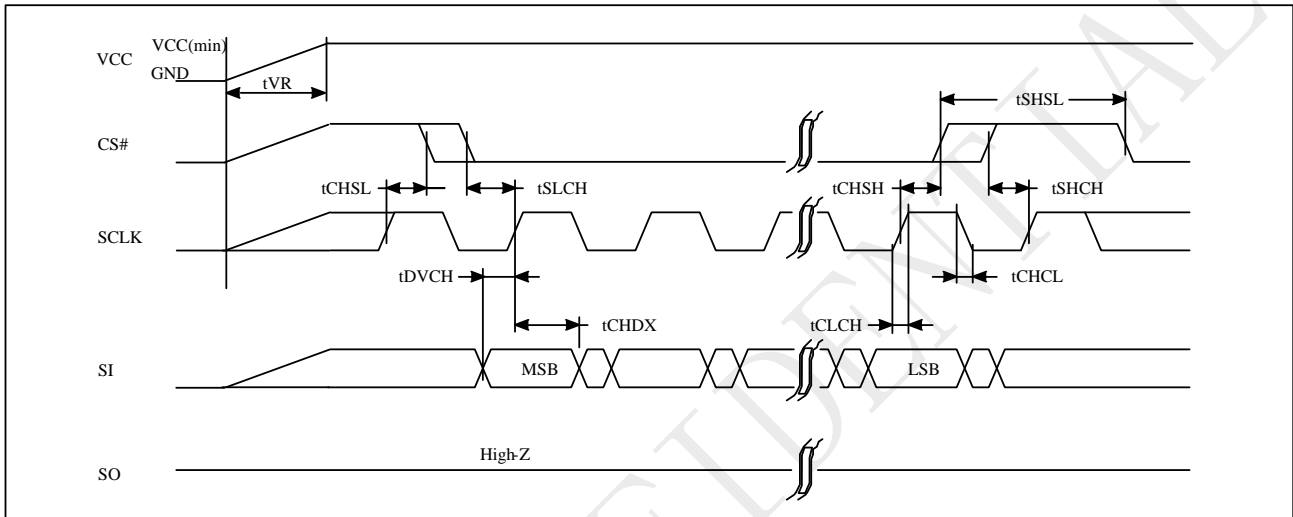 VCC
VCC(min)
GND
tVR
tSHSL
CS#
tCHSL
tSLCH
tCHSH
tSHCH
SCLK
tDVCH
tCHCL
tCHDX
tCLCH
SI
MSB
LSB
High-Z
SO